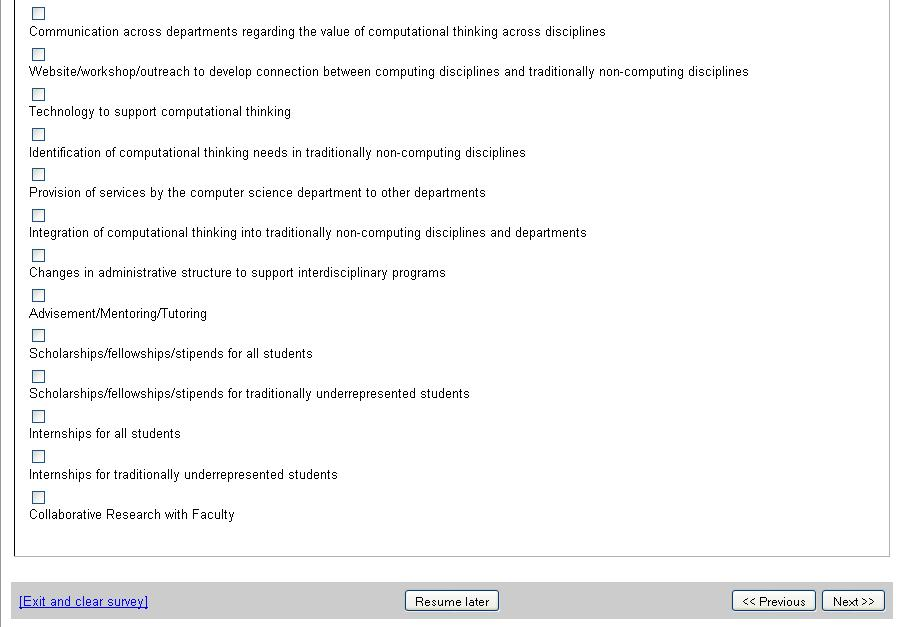 Communication across departments regarding the value of computational thinking across disciplines
Website/workshop/outreach to develop connection between computing disciplines and traditionally non-computing disciplines
Technology to support computational thinking
Identification of computational thinking needs in traditionally non-computing disciplines
Provision of services by the computer science department to other departments
Integration of computational thinking into traditionally non-computing disciplines and departments
Changes in administrative structure to support interdisciplinary programs
Advisement/Mentoring/Tutoring
Scholarships/fellowships/stipends for all students
Scholarships/fellowships/stipends for traditionally underrepresented students
Internships for all students
Internships for traditionally underrepresented students
Collaborative Research with Faculty
[Exit and clear survey] Resume later << Previous Next >>